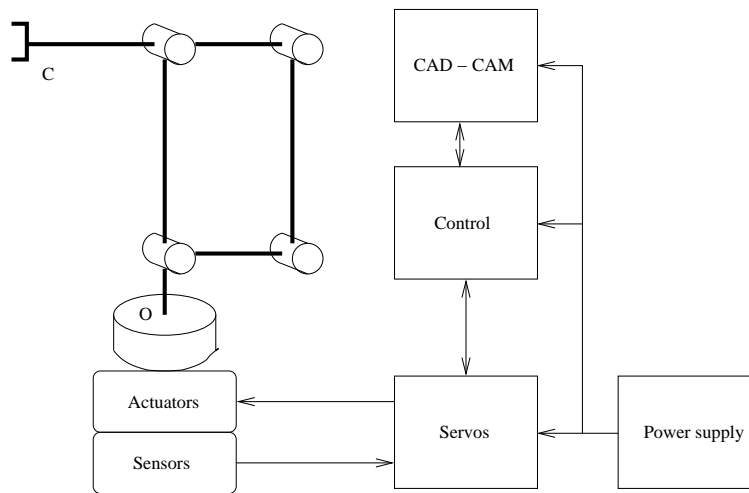 CAD – CAM
C
Control
O
Actuators
Servos
Power supply
Sensors